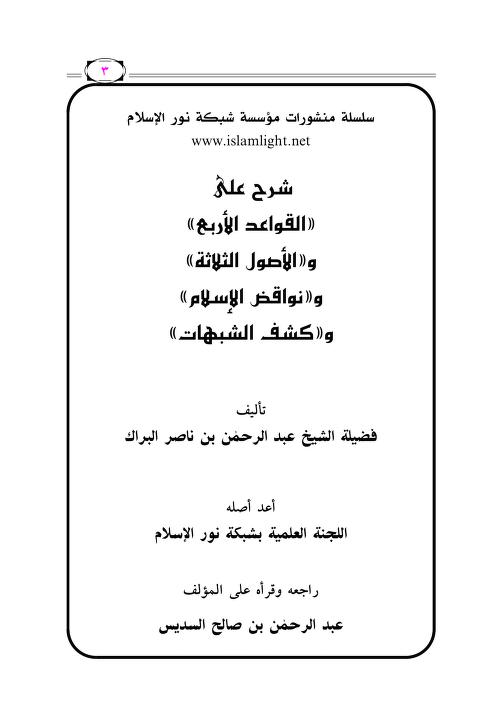 ٣
سلسلة منشورات مؤسسة شبكة نور الإسلام
www.islamlight.net
شرح على
«القواعد الأربع»
و«الأصول الثلاثة»
و«نواقض الإسلام»
و«كشف الشبهات»
تأليف
فضيلة الشيخ عبد الرحمٰن بن ناصر البراك
أعد أصله
اللجنة العلمية بشبكة نور الإسلام
راجعه وقرأه على المؤلف
عبد الرحمٰن بن صالح السديس